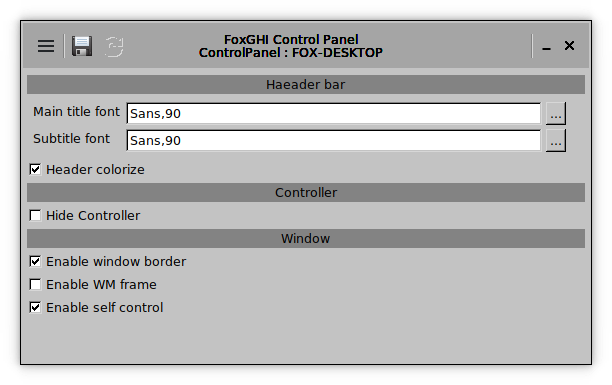 FoxGHI Control Panel
ControlPanel : FOX-DESKTOP
Haeader bar
Main title font Sans,90 ...
Subtitle font Sans,90 ...
Header colorize
Controller
Hide Controller
Window
Enable window border
Enable WM frame
Enable self control